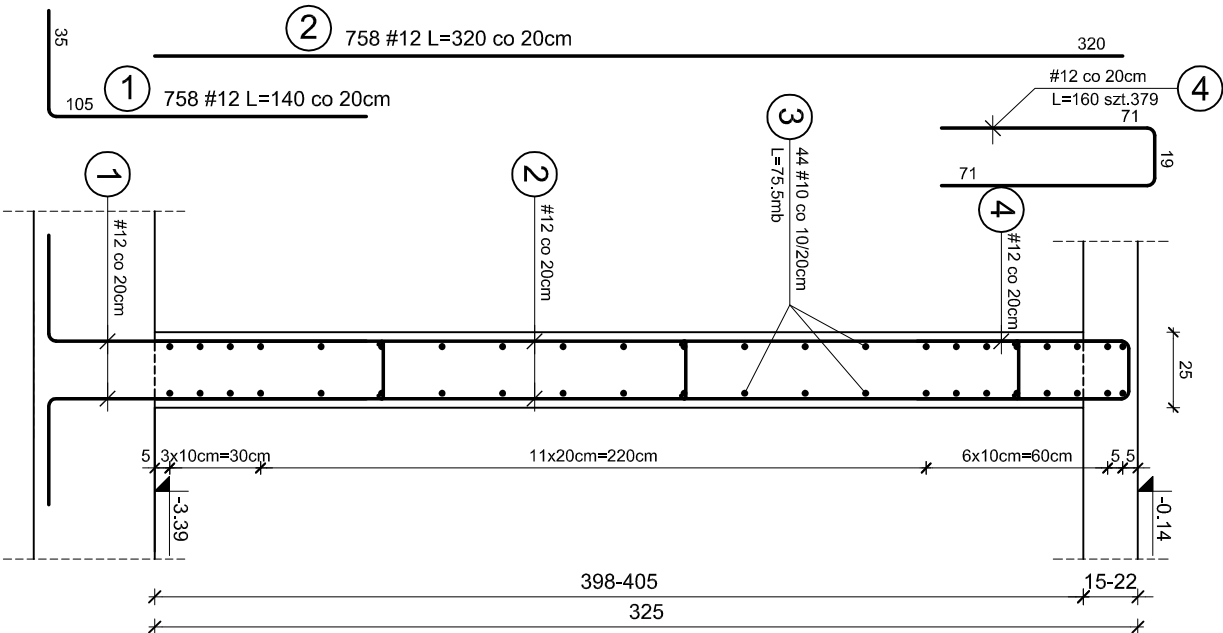 2
758 #12 L=320 co 20cm
320
35
105
1
758 #12 L=140 co 20cm
#12 co 20cm
L=160 szt.379
4
71
19
71
3
44 #10 co 10/20cm
L=75.5mb
1
#12 co 20cm
2
#12 co 20cm
4
#12 co 20cm
25
5
3x10cm=30cm
11x20cm=220cm
6x10cm=60cm
5
5
-3.39
-0.14
398-405
15-22
325